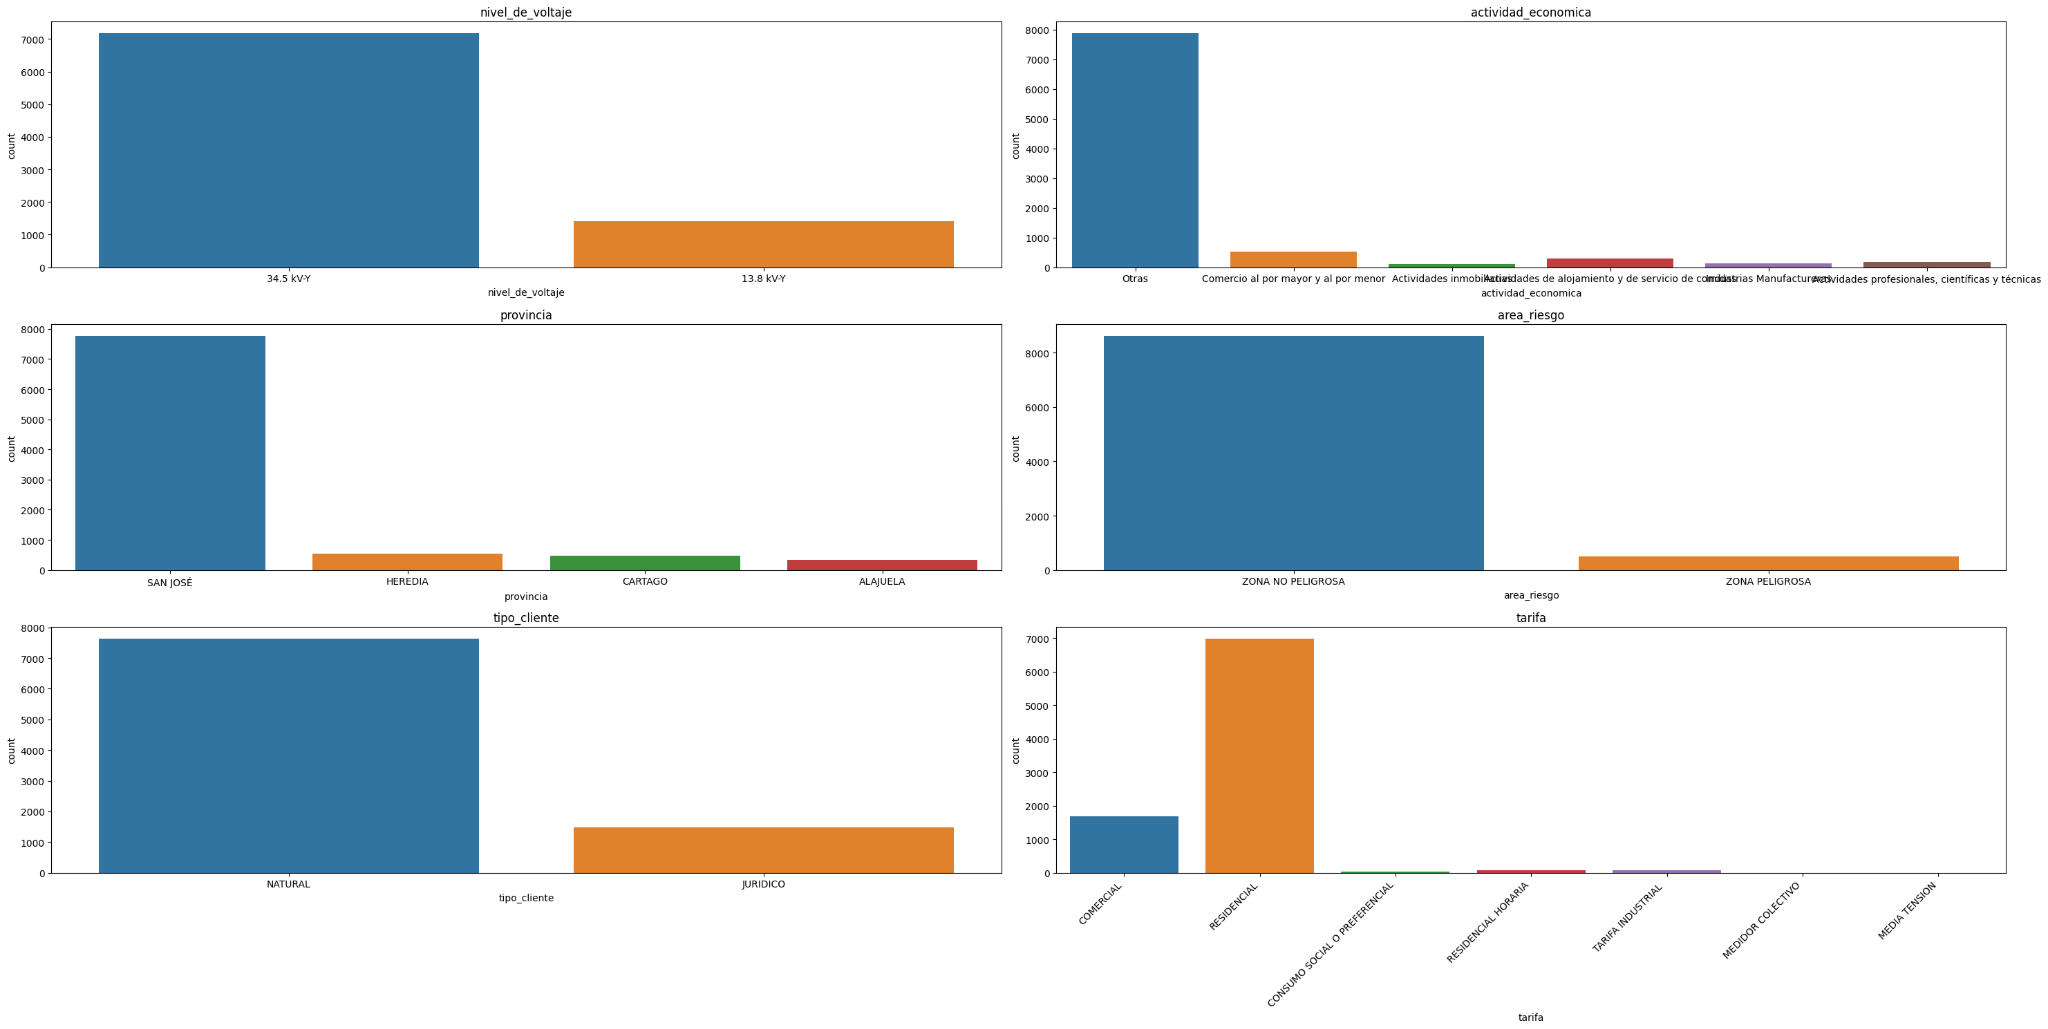 nivel_de_voltaje
7000
6000
5000
4000
3000
2000
1000
0
count
34.5 kV-Y
13.8 kV-Y
nivel_de_voltaje
actividad_economica
8000
7000
6000
5000
4000
3000
2000
1000
0
count
Otras
Comercio al por mayor y al por menor
Actividades inmobiliarias
Actividades de alojamiento y de servicio de comidas
Industrias Manufactureras
Actividades profesionales, científicas y técnicas
actividad_economica
provincia
8000
7000
6000
5000
4000
3000
2000
1000
0
count
SAN JOSÉ
HEREDIA
CARTAGO
ALAJUELA
provincia
area_riesgo
8000
6000
4000
2000
0
count
ZONA NO PELIGROSA
ZONA PELIGROSA
area_riesgo
tipo_cliente
8000
7000
6000
5000
4000
3000
2000
1000
0
count
NATURAL
JURIDICO
tipo_cliente
tarifa
7000
6000
5000
4000
3000
2000
1000
0
count
COMERCIAL
RESIDENCIAL
CONSUMO SOCIAL O PREFERENCIAL
RESIDENCIAL HORARIA
TARIFA INDUSTRIAL
MEDIDOR COLECTIVO
MEDIA TENSION
tarifa